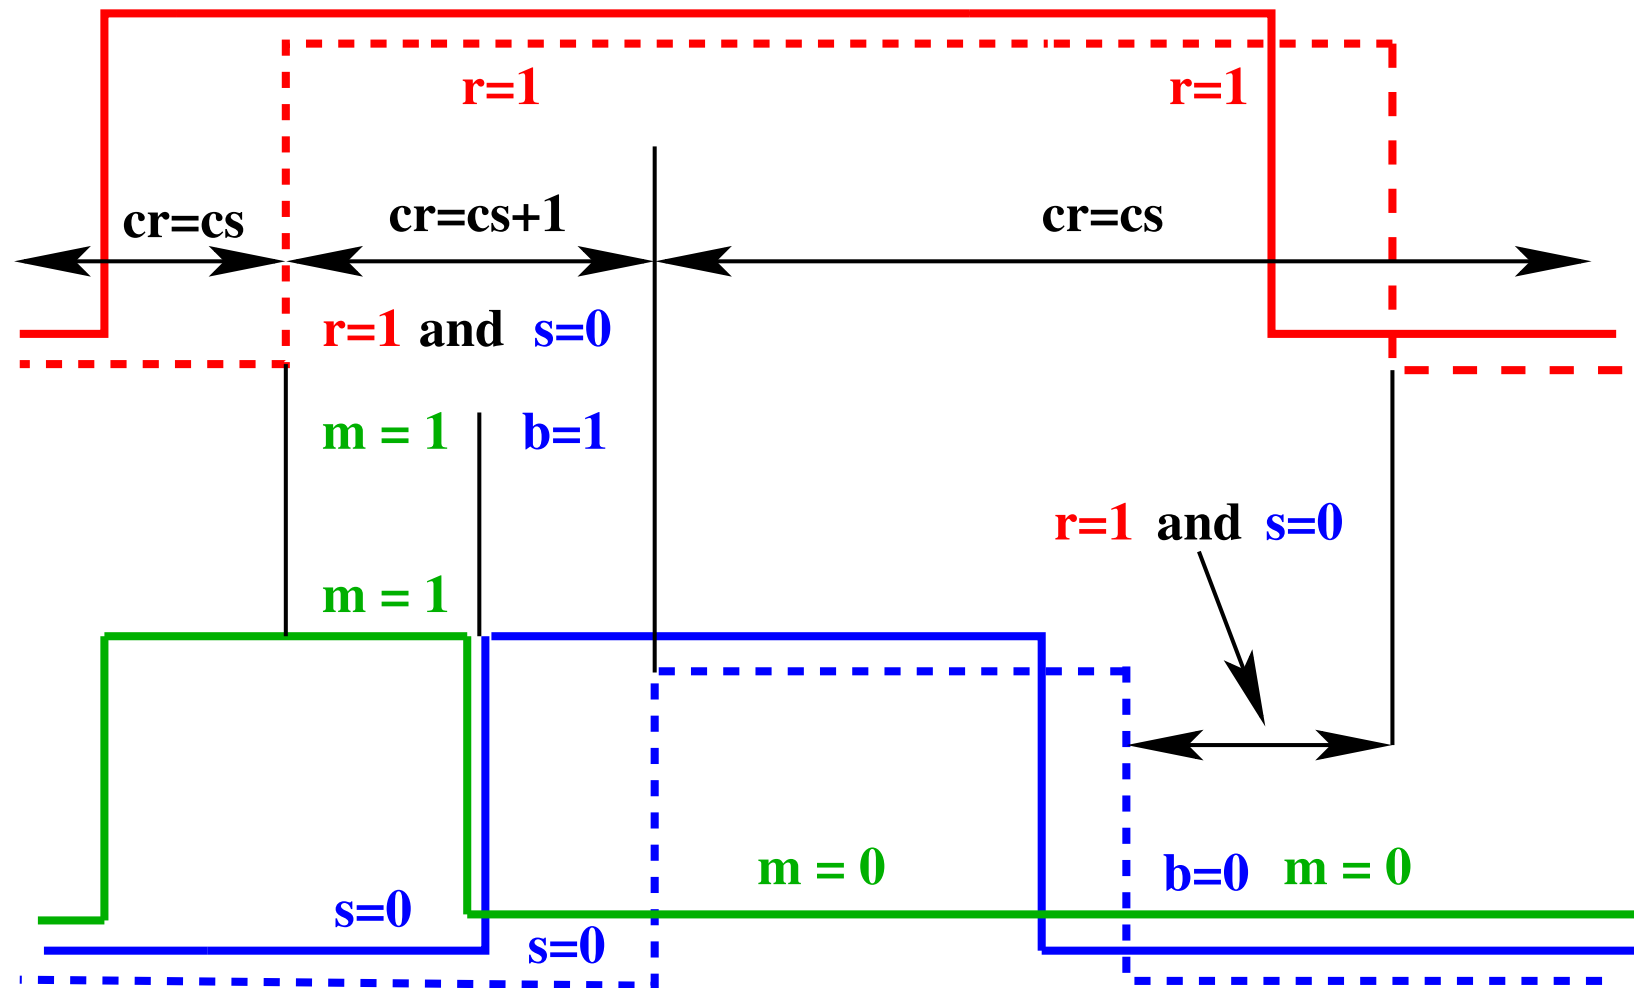 r=1 r=1
cr=cs cr=cs+1 cr=cs
r=1 and s=0
m = 1 b=1
r=1 and s=0
m = 1
m = 0 b=0 m = 0
s=0
s=0